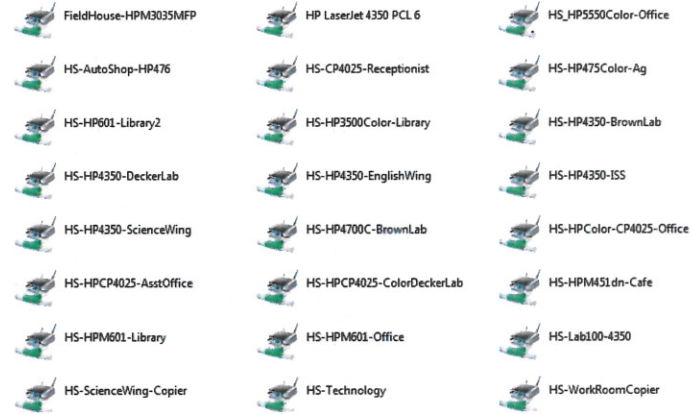 FieldHouse-HPM3035MFP
HP LaserJet 4350 PCL 6
HS_HP5550Color-Office
HS-AutoShop-HP476
HS-CP4025-Receptionist
HS-HP475Color-Ag
HS-HP601-Library2
HS-HP3500Color-Library
HS-HP4350-BrownLab
HS-HP4350-DeckerLab
HS-HP4350-EnglishWing
HS-HP4350-ISS
HS-HP4350-ScienceWing
HS-HP4700C-BrownLab
HS-HPColor-CP4025-Office
HS-HPCP4025-AsstOffice
HS-HPCP4025-ColorDeckerLab
HS-HPM451dn-Cafe
HS-HPM601-Library
HS-HPM601-Office
HS-Lab100-4350
HS-ScienceWing-Copier
HS-Technology
HS-WorkRoomCopier